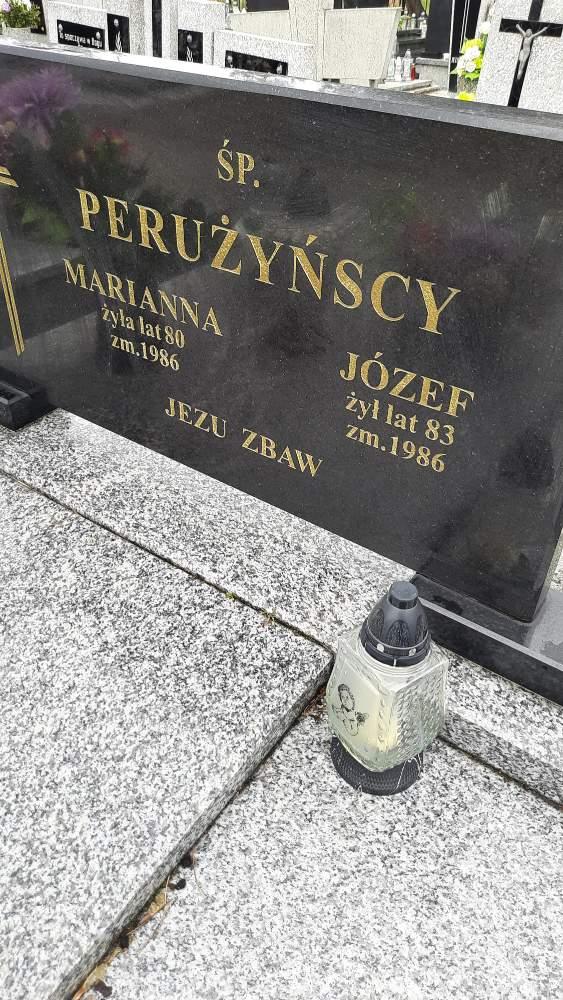 ŚP.
PERUŻYŃSCY
MARIANNA
żyła lat 80
zm.1986
JÓZEF
żył lat 83
zm.1986
JEZU ZBAW